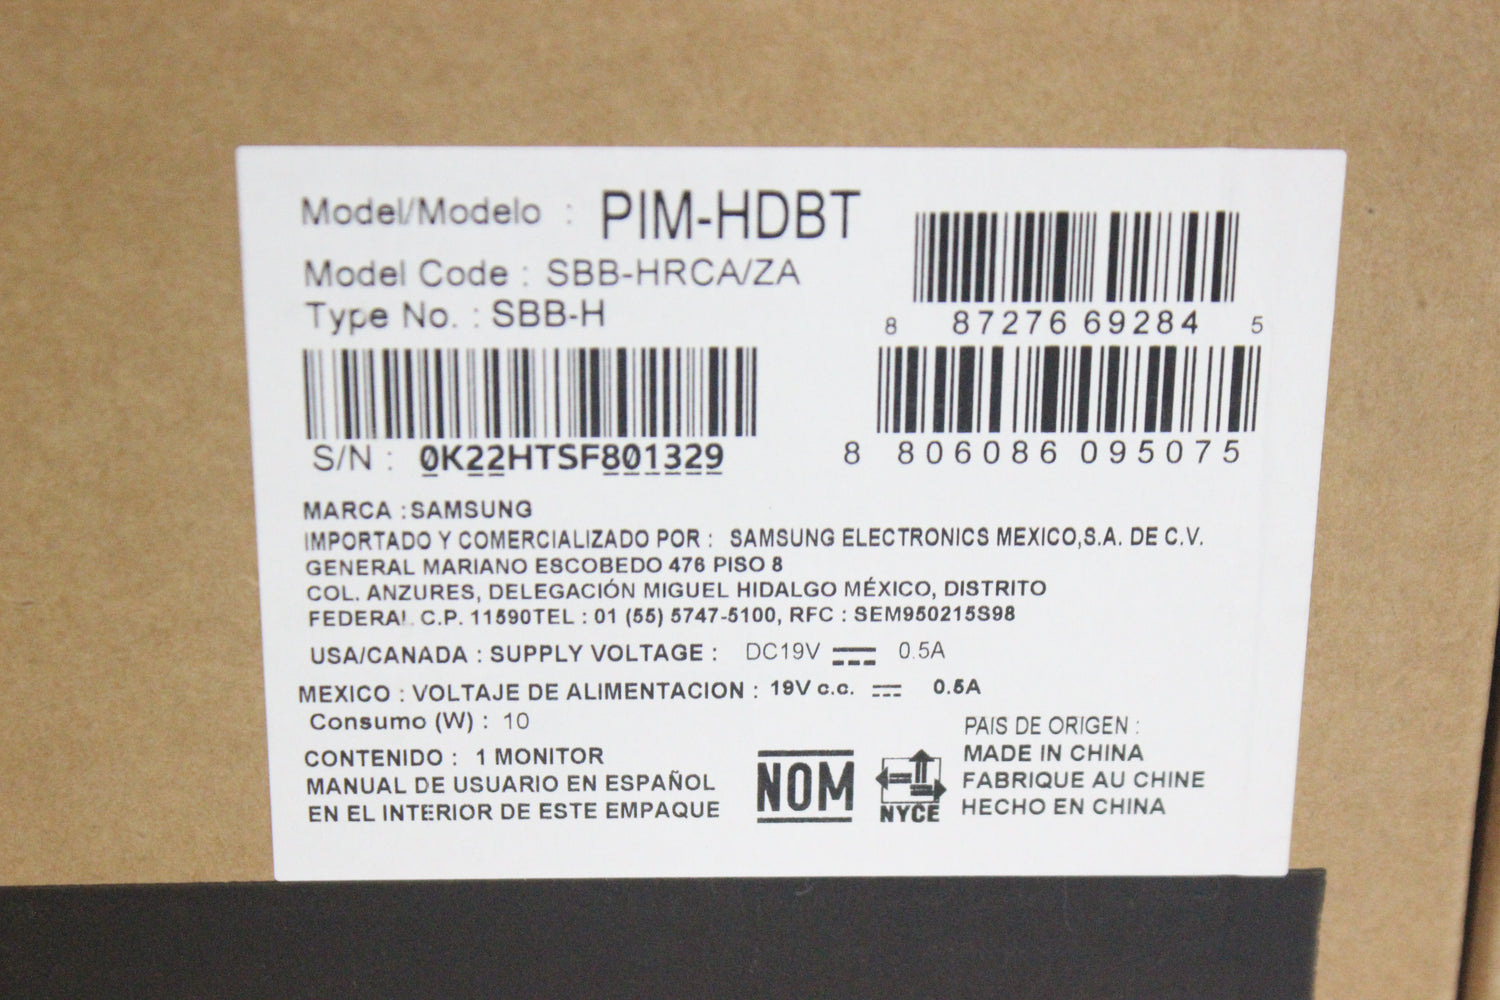 Model/Modelo : PIM-HDBT
Model Code : SBB-HRCA/ZA
Type No. : SBB-H
8 87276 69284 5
S/N : 0K22HTSF801329
8 806086 095075
MARCA : SAMSUNG
IMPORTADO Y COMERCIALIZADO POR : SAMSUNG ELECTRONICS MEXICO,S.A. DE C.V.
GENERAL MARIANO ESCOBEDO 476 PISO 8
COL. ANZURES, DELEGACIÓN MIGUEL HIDALGO MÉXICO, DISTRITO
FEDERAL C.P. 11590TEL : 01 (55) 5747-5100, RFC : SEM950215S98
USA/CANADA : SUPPLY VOLTAGE : DC19V 0.5A
MEXICO : VOLTAJE DE ALIMENTACION : 19V c.c. 0.5A
Consumo (W) : 10
CONTENIDO : 1 MONITOR
MANUAL DE USUARIO EN ESPAÑOL
EN EL INTERIOR DE ESTE EMPAQUE
NOM
NYCE
PAIS DE ORIGEN :
MADE IN CHINA
FABRIQUE AU CHINE
HECHO EN CHINA